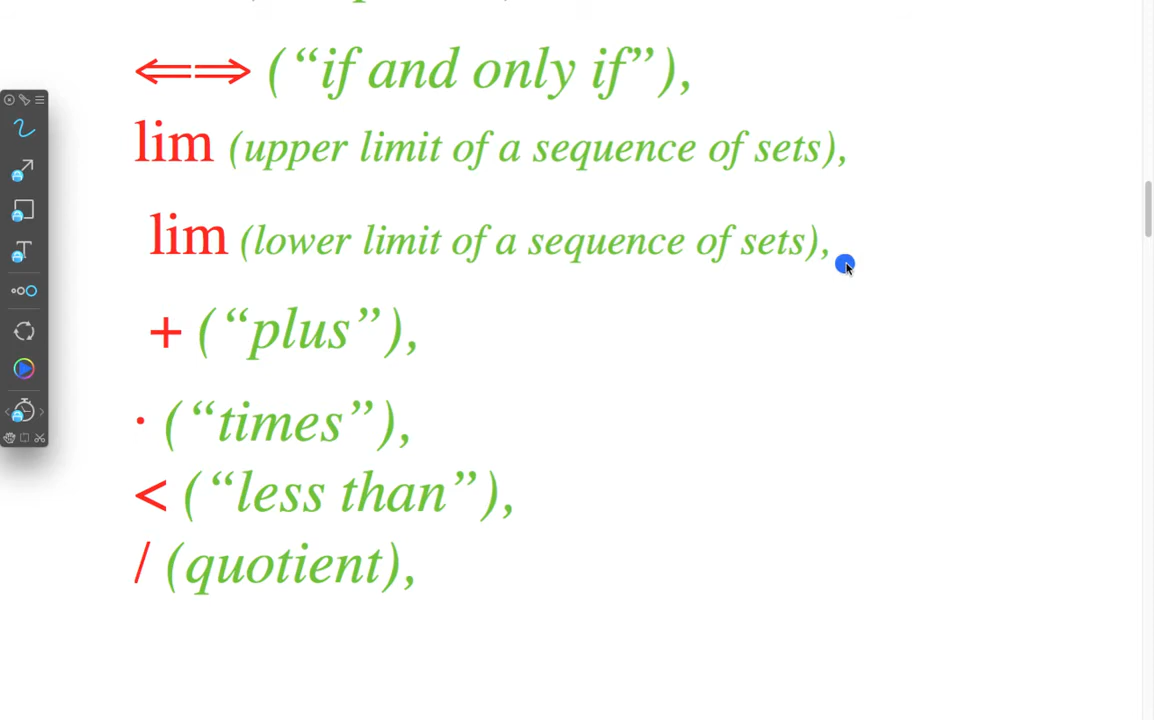 ⟺ (“if and only if”),
lim (upper limit of a sequence of sets),
lim (lower limit of a sequence of sets),
+ (“plus”),
· (“times”),
< (“less than”),
/ (quotient),